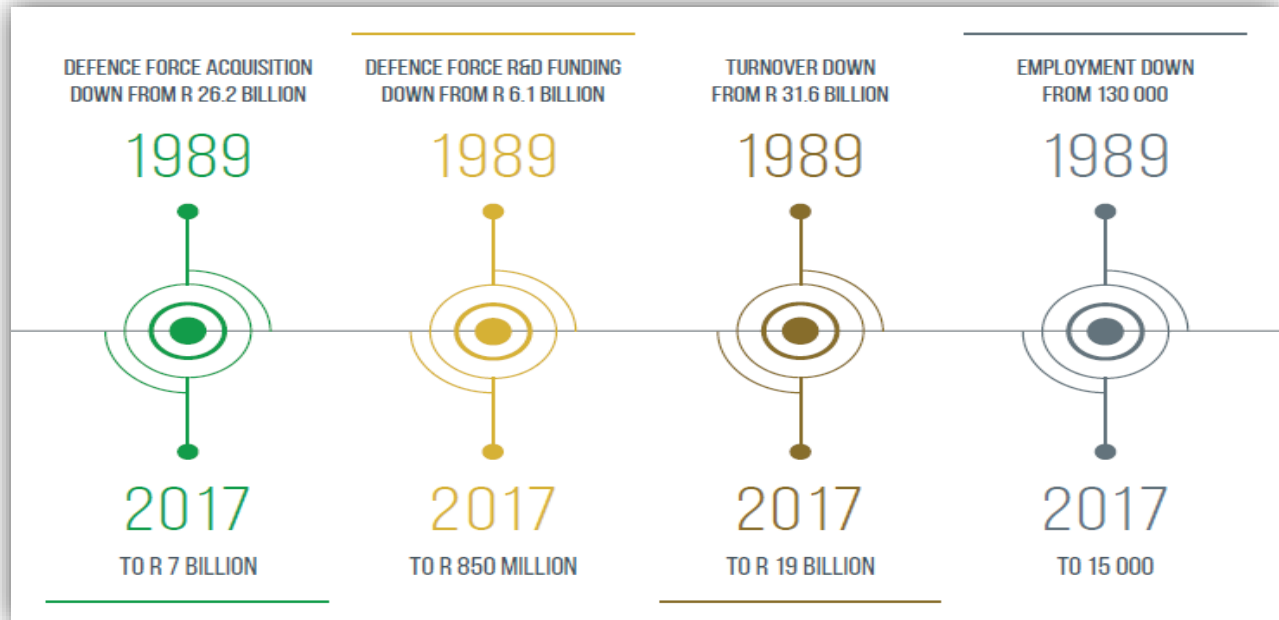 DEFENCE FORCE ACQUISITION
DOWN FROM R 26.2 BILLION
1989
2017
TO R 7 BILLION
DEFENCE FORCE R&D FUNDING
DOWN FROM R 6.1 BILLION
1989
2017
TO R 850 MILLION
TURNOVER DOWN
FROM R 31.6 BILLION
1989
2017
TO R 19 BILLION
EMPLOYMENT DOWN
FROM 130 000
1989
2017
TO 15 000